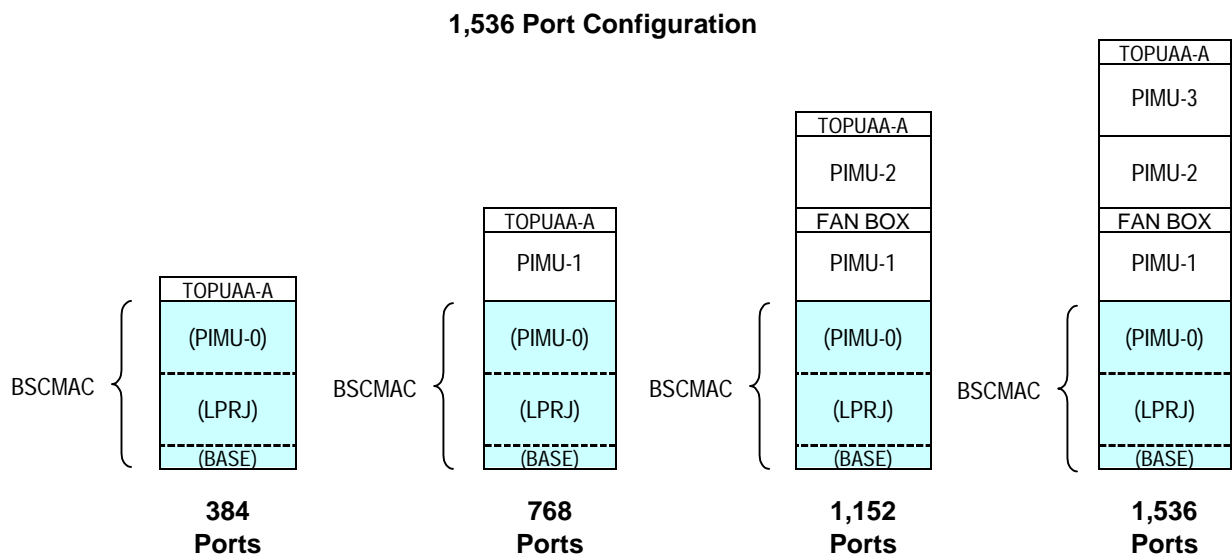 1,536 Port Configuration
TOPUAA-A
(PIMU-0)
(LPRJ)
(BASE)
BSCMAC
384
Ports
TOPUAA-A
PIMU-1
(PIMU-0)
(LPRJ)
(BASE)
BSCMAC
768
Ports
TOPUAA-A
PIMU-2
FAN BOX
PIMU-1
(PIMU-0)
(LPRJ)
(BASE)
BSCMAC
1,152
Ports
TOPUAA-A
PIMU-3
PIMU-2
FAN BOX
PIMU-1
(PIMU-0)
(LPRJ)
(BASE)
BSCMAC
1,536
Ports